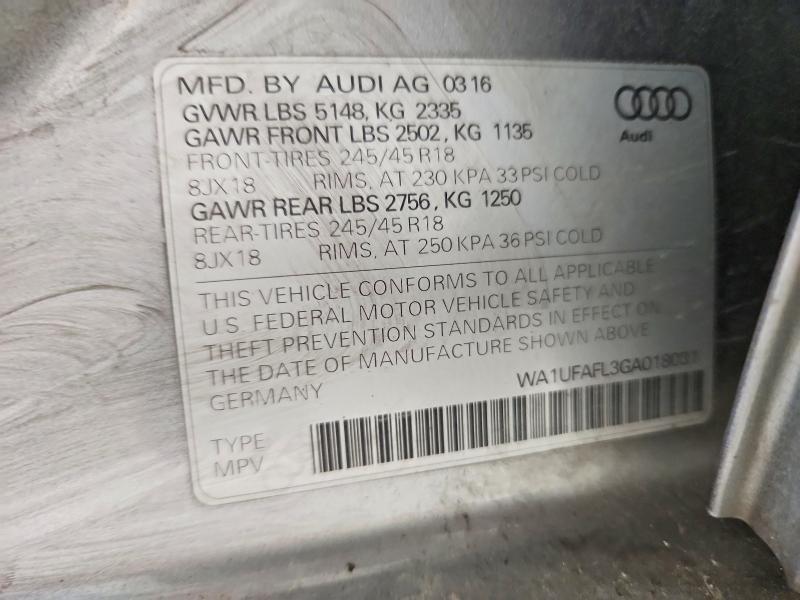 MFD. BY AUDI AG 0316
GVWR LBS 5148, KG 2335
GAWR FRONT LBS 2502, KG 1135
FRONT-TIRES 245/45 R18
8JX18 RIMS, AT 230 KPA 33 PSI COLD
GAWR REAR LBS 2756, KG 1250
REAR-TIRES 245/45 R18
8JX18 RIMS, AT 250 KPA 36 PSI COLD
Audi
THIS VEHICLE CONFORMS TO ALL APPLICABLE
U.S. FEDERAL MOTOR VEHICLE SAFETY AND
THEFT PREVENTION STANDARDS IN EFFECT ON
THE DATE OF MANUFACTURE SHOWN ABOVE
GERMANY
WA1UFAFL3GA018031
TYPE
MPV